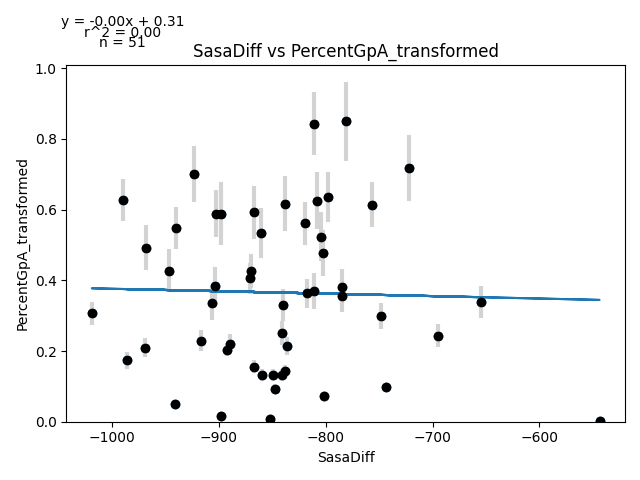 y = -0.00x + 0.31
r^2 = 0.00
n = 51
SasaDiff vs PercentGpA_transformed
1.0
0.8
0.6
0.4
0.2
0.0
PercentGpA_transformed
−1000
−900
−800
−700
−600
SasaDiff